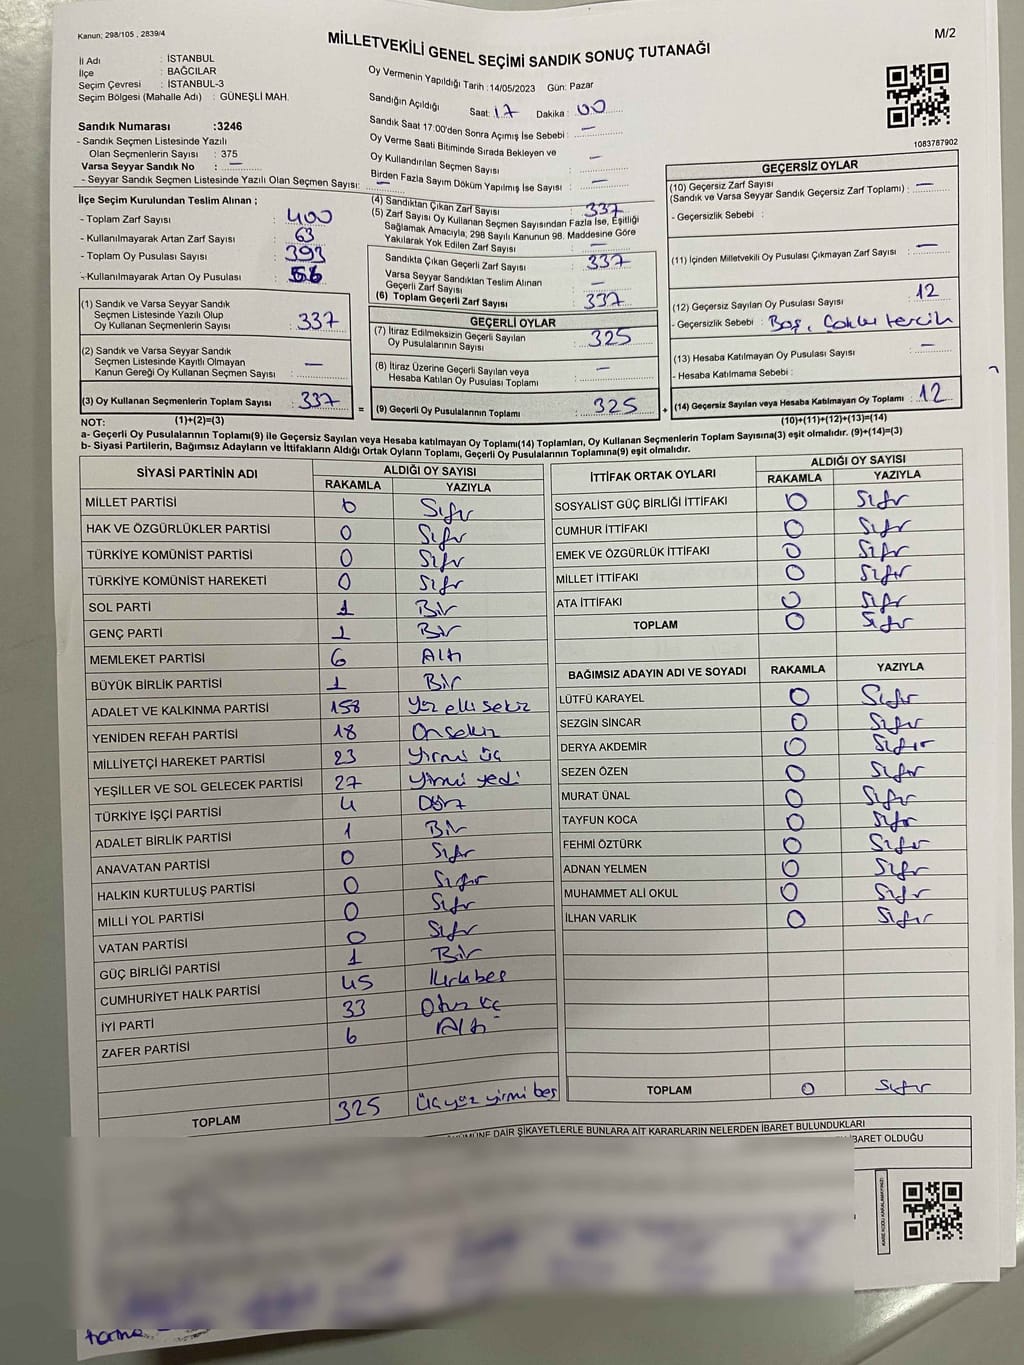 Kanun: 298/105 , 2839/4
MİLLETVEKİLİ GENEL SEÇİMİ SANDIK SONUÇ TUTANAĞI
M/2
İl Adı : İSTANBUL
İlçe : BAĞCILAR
Seçim Çevresi : İSTANBUL-3
Seçim Bölgesi (Mahalle Adı) : GÜNEŞLİ MAH.
Sandık Numarası :3246
- Sandık Seçmen Listesinde Yazılı
Olan Seçmenlerin Sayısı : 375
Varsa Seyyar Sandık No : —
- Seyyar Sandık Seçmen Listesinde Yazılı Olan Seçmen Sayısı: —
Oy Vermenin Yapıldığı Tarih :14/05/2023 Gün: Pazar
Sandığın Açıldığı Saat: 17 Dakika : 00
Sandık Saat 17:00'den Sonra Açılmış İse Sebebi : —
Oy Verme Saati Bitiminde Sırada Bekleyen ve
Oy Kullandırılan Seçmen Sayısı : —
Birden Fazla Sayım Döküm Yapılmış İse Sayısı : —
1083787902
İlçe Seçim Kurulundan Teslim Alınan ;
- Toplam Zarf Sayısı : 400
- Kullanılmayarak Artan Zarf Sayısı : 63
- Toplam Oy Pusulası Sayısı : 393
- Kullanılmayarak Artan Oy Pusulası : 56
(1) Sandık ve Varsa Seyyar Sandık
Seçmen Listesinde Yazılı Olup
Oy Kullanan Seçmenlerin Sayısı : 337
(2) Sandık ve Varsa Seyyar Sandık
Seçmen Listesinde Kayıtlı Olmayan
Kanun Gereği Oy Kullanan Seçmen Sayısı : —
(3) Oy Kullanan Seçmenlerin Toplam Sayısı : 337
(1)+(2)=(3)
(4) Sandıktan Çıkan Zarf Sayısı : 337
(5) Zarf Sayısı Oy Kullanan Seçmen Sayısından Fazla İse, Eşitliği
Sağlamak Amacıyla, 298 Sayılı Kanunun 98. Maddesine Göre
Yakılarak Yok Edilen Zarf Sayısı : —
Sandıkta Çıkan Geçerli Zarf Sayısı : 337
Varsa Seyyar Sandıktan Teslim Alınan
Geçerli Zarf Sayısı : —
(6) Toplam Geçerli Zarf Sayısı : 337
GEÇERLİ OYLAR
(7) İtiraz Edilmeksizin Geçerli Sayılan
Oy Pusulalarının Sayısı : 325
(8) İtiraz Üzerine Geçerli Sayılan veya
Hesaba Katılan Oy Pusulası Toplamı : —
= (9) Geçerli Oy Pusulalarının Toplamı : 325
GEÇERSİZ OYLAR
(10) Geçersiz Zarf Sayısı
(Sandık ve Varsa Seyyar Sandık Geçersiz Zarf Toplamı) : —
- Geçersizlik Sebebi :
(11) İçinden Milletvekili Oy Pusulası Çıkmayan Zarf Sayısı : —
(12) Geçersiz Sayılan Oy Pusulası Sayısı : 12
- Geçersizlik Sebebi : Boş, Çoklu tercih
(13) Hesaba Katılmayan Oy Pusulası Sayısı : —
- Hesaba Katılmama Sebebi :
+ (14) Geçersiz Sayılan veya Hesaba Katılmayan Oy Toplamı : 12
(10)+(11)+(12)+(13)=(14)
NOT:
a- Geçerli Oy Pusulalarının Toplamı(9) ile Geçersiz Sayılan veya Hesaba katılmayan Oy Toplamı(14) Toplamları, Oy Kullanan Seçmenlerin Toplam Sayısına(3) eşit olmalıdır. (9)+(14)=(3)
b- Siyasi Partilerin, Bağımsız Adayların ve İttifakların Aldığı Ortak Oyların Toplamı, Geçerli Oy Pusulalarının Toplamına(9) eşit olmalıdır.
SİYASİ PARTİNİN ADI ALDIĞI OY SAYISI
RAKAMLA YAZIYLA
MİLLET PARTİSİ 0 Sıfır
HAK VE ÖZGÜRLÜKLER PARTİSİ 0 Sıfır
TÜRKİYE KOMÜNİST PARTİSİ 0 Sıfır
TÜRKİYE KOMÜNİST HAREKETİ 0 Sıfır
SOL PARTİ 1 Bir
GENÇ PARTİ 1 Bir
MEMLEKET PARTİSİ 6 Altı
BÜYÜK BİRLİK PARTİSİ 1 Bir
ADALET VE KALKINMA PARTİSİ 158 Yüz elli sekiz
YENİDEN REFAH PARTİSİ 18 Onsekiz
MİLLİYETÇİ HAREKET PARTİSİ 23 Yirmi üç
YEŞİLLER VE SOL GELECEK PARTİSİ 27 Yirmi yedi
TÜRKİYE İŞÇİ PARTİSİ 4 Dört
ADALET BİRLİK PARTİSİ 1 Bir
ANAVATAN PARTİSİ 0 Sıfır
HALKIN KURTULUŞ PARTİSİ 0 Sıfır
MİLLİ YOL PARTİSİ 0 Sıfır
VATAN PARTİSİ 0 Sıfır
GÜÇ BİRLİĞİ PARTİSİ 1 Bir
CUMHURİYET HALK PARTİSİ 45 Kırkbeş
İYİ PARTİ 33 Otuz üç
ZAFER PARTİSİ 6 Altı
TOPLAM 325 Üçyüz yirmi beş
İTTİFAK ORTAK OYLARI ALDIĞI OY SAYISI
RAKAMLA YAZIYLA
SOSYALİST GÜÇ BİRLİĞİ İTTİFAKI 0 Sıfır
CUMHUR İTTİFAKI 0 Sıfır
EMEK VE ÖZGÜRLÜK İTTİFAKI 0 Sıfır
MİLLET İTTİFAKI 0 Sıfır
ATA İTTİFAKI 0 Sıfır
TOPLAM 0 Sıfır
BAĞIMSIZ ADAYIN ADI VE SOYADI RAKAMLA YAZIYLA
LÜTFÜ KARAYEL 0 Sıfır
SEZGİN SİNCAR 0 Sıfır
DERYA AKDEMİR 0 Sıfır
SEZEN ÖZEN 0 Sıfır
MURAT ÜNAL 0 Sıfır
TAYFUN KOCA 0 Sıfır
FEHMİ ÖZTÜRK 0 Sıfır
ADNAN YELMEN 0 Sıfır
MUHAMMET ALİ OKUL 0 Sıfır
İLHAN VARLIK 0 Sıfır
TOPLAM 0 Sıfır
DAİR ŞİKAYETLERLE BUNLARA AİT KARARLARIN NELERDEN İBARET BULUNDUKLARI
İBARET OLDUĞU